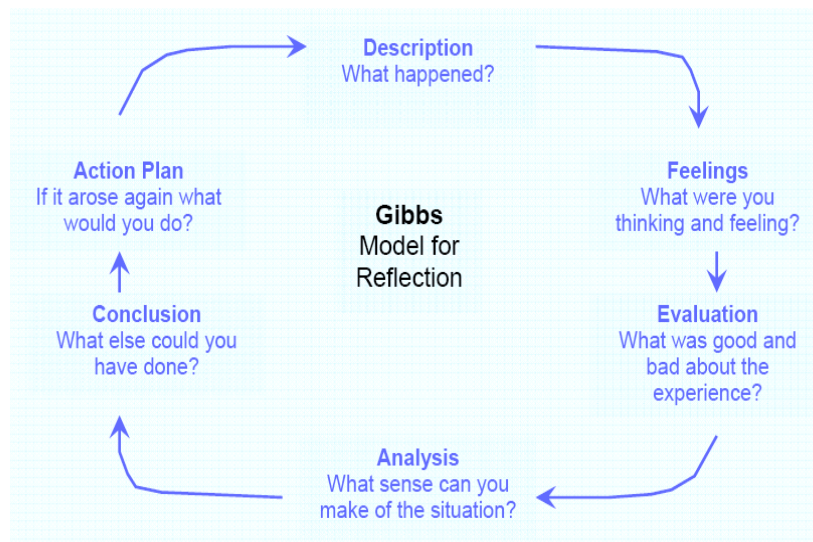 Description
What happened?
Feelings
What were you
thinking and feeling?
Evaluation
What was good and
bad about the
experience?
Analysis
What sense can you
make of the situation?
Conclusion
What else could you
have done?
Action Plan
If it arose again what
would you do?
Gibbs
Model for
Reflection